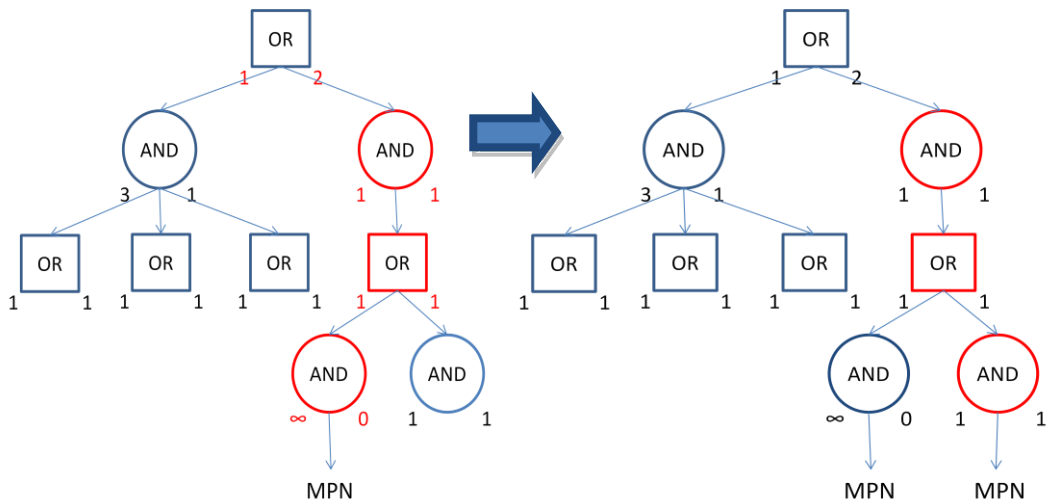 OR
1 2
AND AND
3 1 1 1
OR OR OR OR
1 1 1 1 1 1 1 1
AND AND
∞ 0 1 1
MPN
OR
1 2
AND AND
3 1 1 1
OR OR OR OR
1 1 1 1 1 1 1 1
AND AND
∞ 0 1 1
MPN MPN